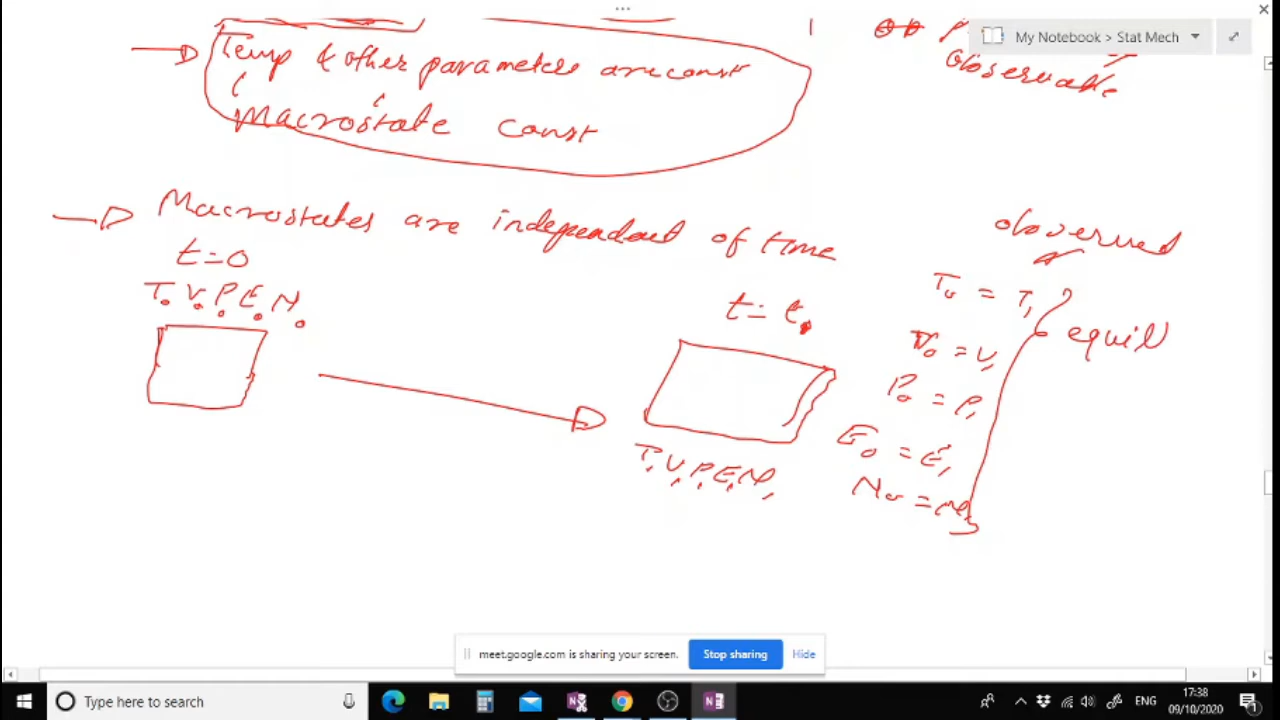 My Notebook > Stat Mech
Temp & other parameters are const
observable
Macrostate const
Macrostates are independent of time
observed
t=0
T₀ V₀ P₀ E₀ N₀
t = t₀
T₀ = T₁
V₀ = V₁
equil
P₀ = P₁
E₀ = E₁
N₀ = N₁
T₁ V₁ P₁ E₁ N₁
meet.google.com is sharing your screen.
Stop sharing
Hide
Type here to search
ENG
17:38
09/10/2020